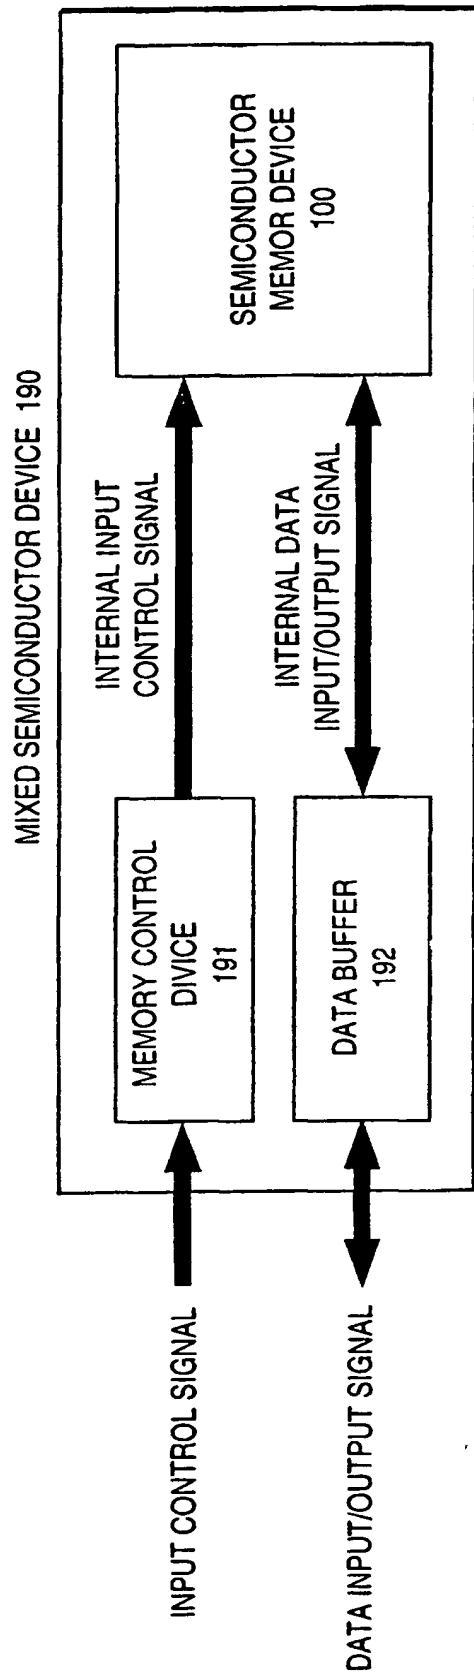 MIXED SEMICONDUCTOR DEVICE 190
INPUT CONTROL SIGNAL
MEMORY CONTROL
DIVICE
191
INTERNAL INPUT
CONTROL SIGNAL
SEMICONDUCTOR
MEMOR DEVICE
100
DATA INPUT/OUTPUT SIGNAL
DATA BUFFER
192
INTERNAL DATA
INPUT/OUTPUT SIGNAL